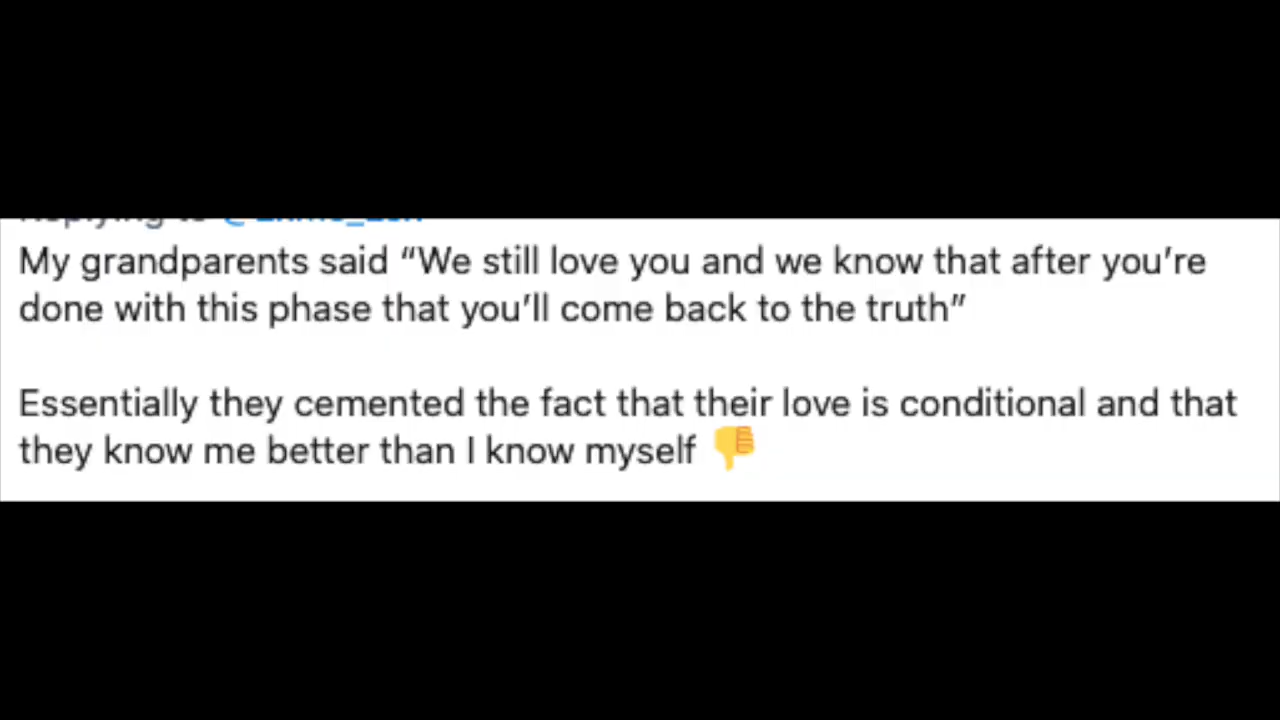 My grandparents said “We still love you and we know that after you’re
done with this phase that you’ll come back to the truth”
Essentially they cemented the fact that their love is conditional and that
they know me better than I know myself 👎